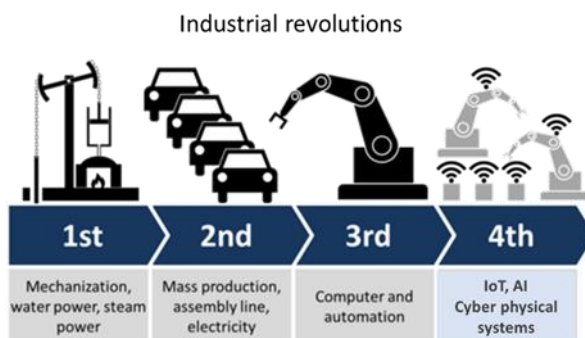 Industrial revolutions
1st
2nd
3rd
4th
Mechanization,
water power, steam
power
Mass production,
assembly line,
electricity
Computer and
automation
IoT, AI
Cyber physical
systems